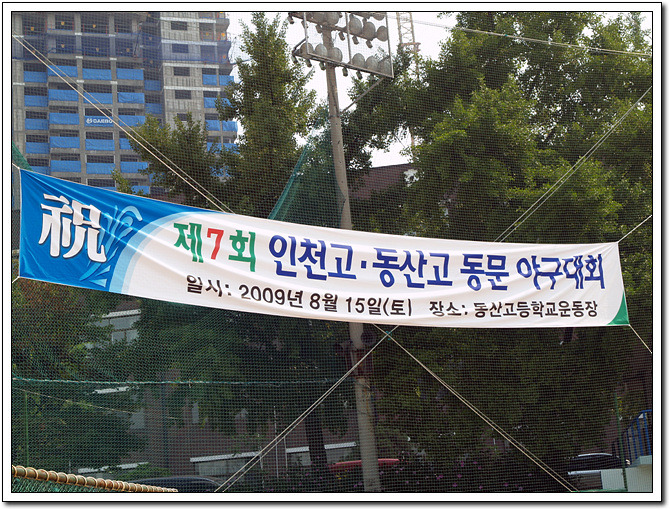 祝 제7회 인천고·동산고 동문 야구대회
일시: 2009년 8월 15일(토) 장소: 동산고등학교운동장